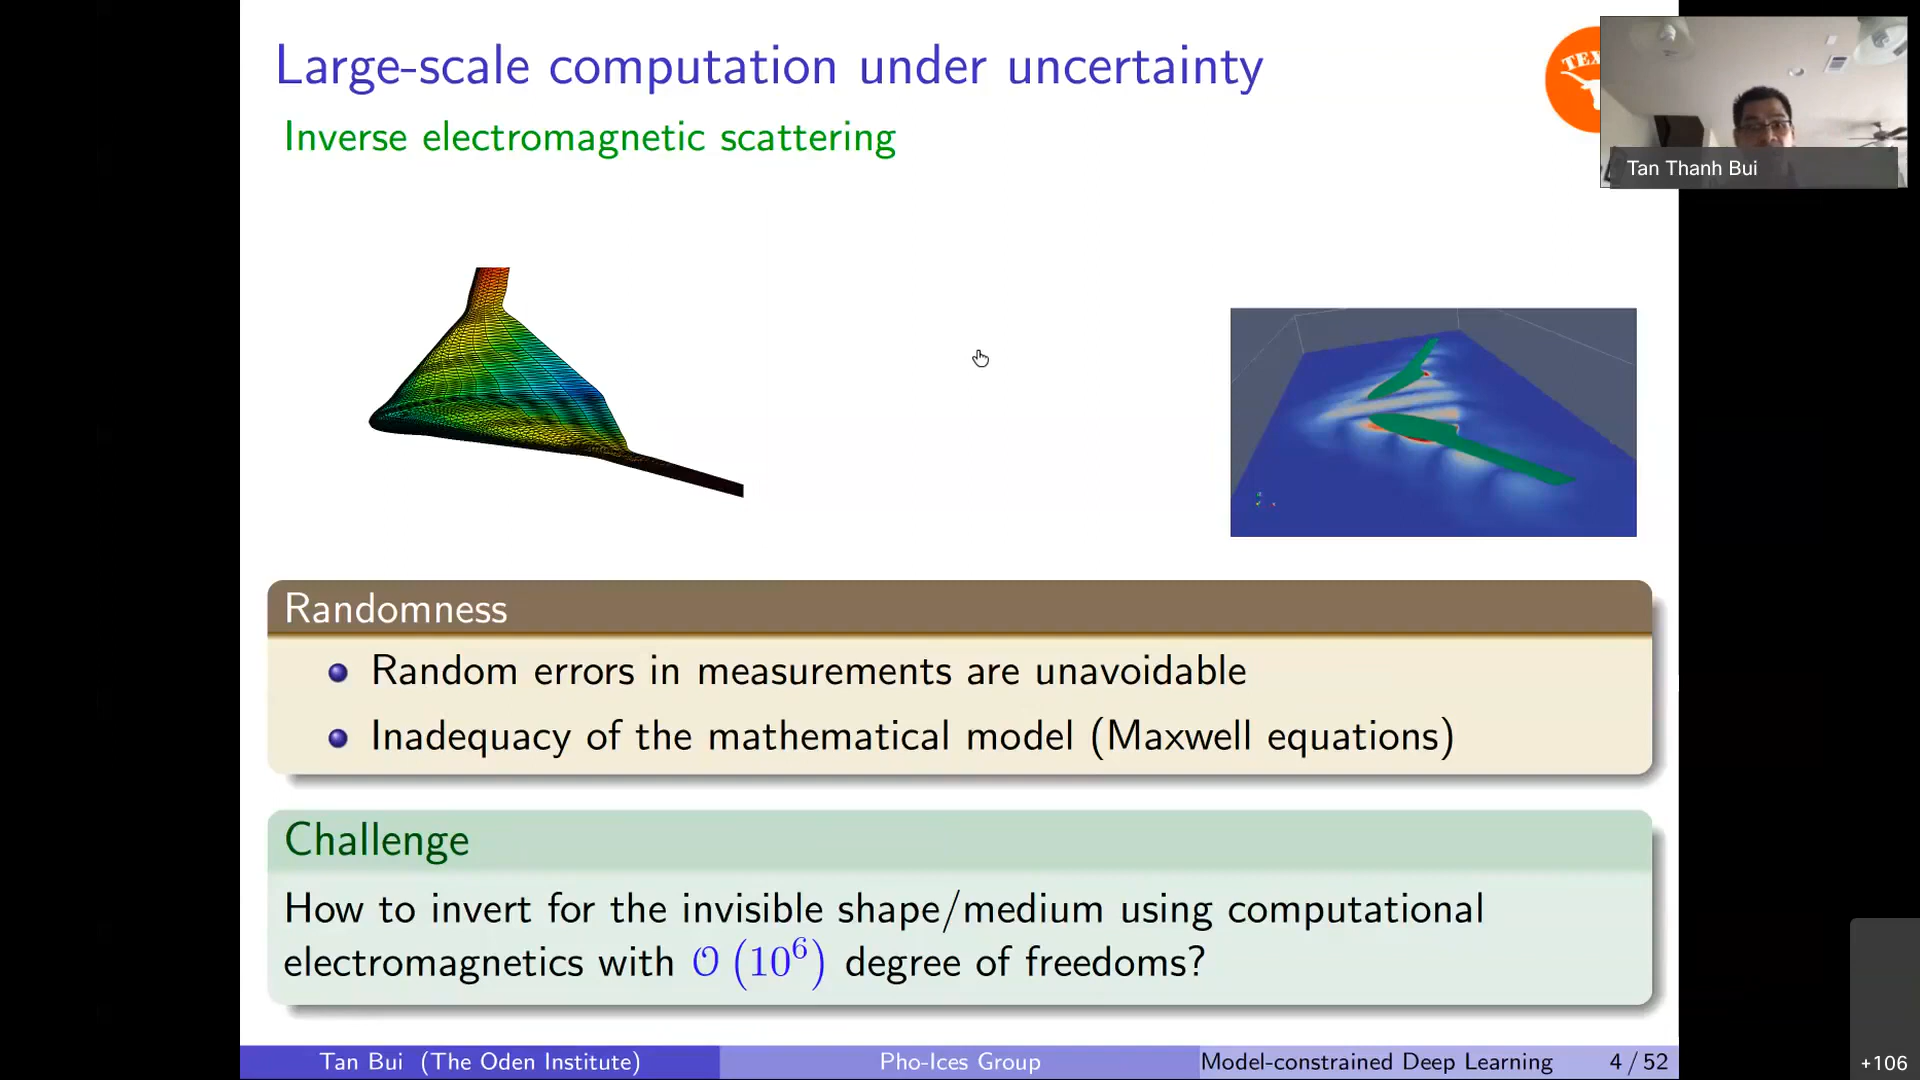 Large-scale computation under uncertainty
Inverse electromagnetic scattering
TEX
Tan Thanh Bui
Randomness
Random errors in measurements are unavoidable
Inadequacy of the mathematical model (Maxwell equations)
Challenge
How to invert for the invisible shape/medium using computational
electromagnetics with 𝒪 (10⁶) degree of freedoms?
Tan Bui (The Oden Institute)
Pho-Ices Group
Model-constrained Deep Learning
4 / 52
+106